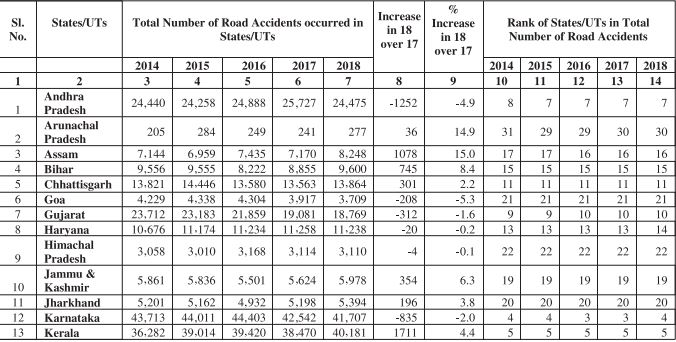 Sl. No. States/UTs Total Number of Road Accidents occurred in States/UTs Increase in 18 over 17 % Increase in 18 over 17 Rank of States/UTs in Total Number of Road Accidents
2014 2015 2016 2017 2018 2014 2015 2016 2017 2018
1 2 3 4 5 6 7 8 9 10 11 12 13 14
1 Andhra Pradesh 24,440 24,258 24,888 25,727 24,475 -1252 -4.9 8 7 7 7 7
2 Arunachal Pradesh 205 284 249 241 277 36 14.9 31 29 29 30 30
3 Assam 7,144 6,959 7,435 7,170 8,248 1078 15.0 17 17 16 16 16
4 Bihar 9,556 9,555 8,222 8,855 9,600 745 8.4 15 15 15 15 15
5 Chhattisgarh 13,821 14,446 13,580 13,563 13,864 301 2.2 11 11 11 11 11
6 Goa 4,229 4,338 4,304 3,917 3,709 -208 -5.3 21 21 21 21 21
7 Gujarat 23,712 23,183 21,859 19,081 18,769 -312 -1.6 9 9 10 10 10
8 Haryana 10,676 11,174 11,234 11,258 11,238 -20 -0.2 13 13 13 13 14
9 Himachal Pradesh 3,058 3,010 3,168 3,114 3,110 -4 -0.1 22 22 22 22 22
10 Jammu & Kashmir 5,861 5,836 5,501 5,624 5,978 354 6.3 19 19 19 19 19
11 Jharkhand 5,201 5,162 4,932 5,198 5,394 196 3.8 20 20 20 20 20
12 Karnataka 43,713 44,011 44,403 42,542 41,707 -835 -2.0 4 4 3 3 4
13 Kerala 36,282 39,014 39,420 38,470 40,181 1711 4.4 5 5 5 5 5